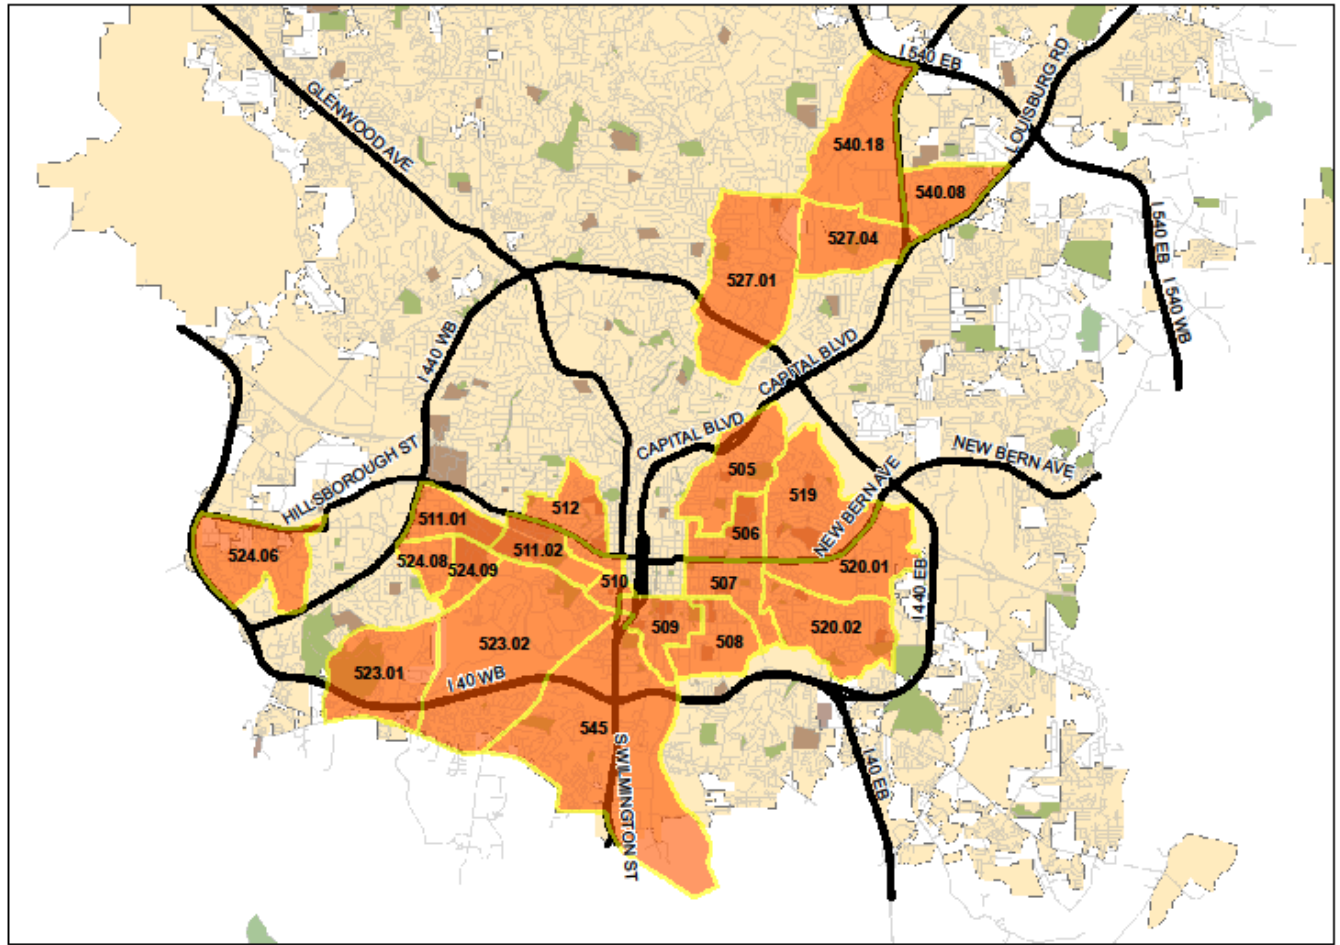 I 540 EB
LOUISBURG RD
GLENWOOD AVE
540.18
540.08
527.04
527.01
I 540 EB
I 540 WB
I 440 WB
CAPITAL BLVD
CAPITAL BLVD
HILLSBOROUGH ST
NEW BERN AVE
505
519
NEW BERN AVE
512
511.01
506
511.02
524.06
524.08
524.09
510
507
520.01
I 440 EB
509
508
520.02
523.02
523.01
I 40 WB
545
S WILMINGTON ST
I 40 EB